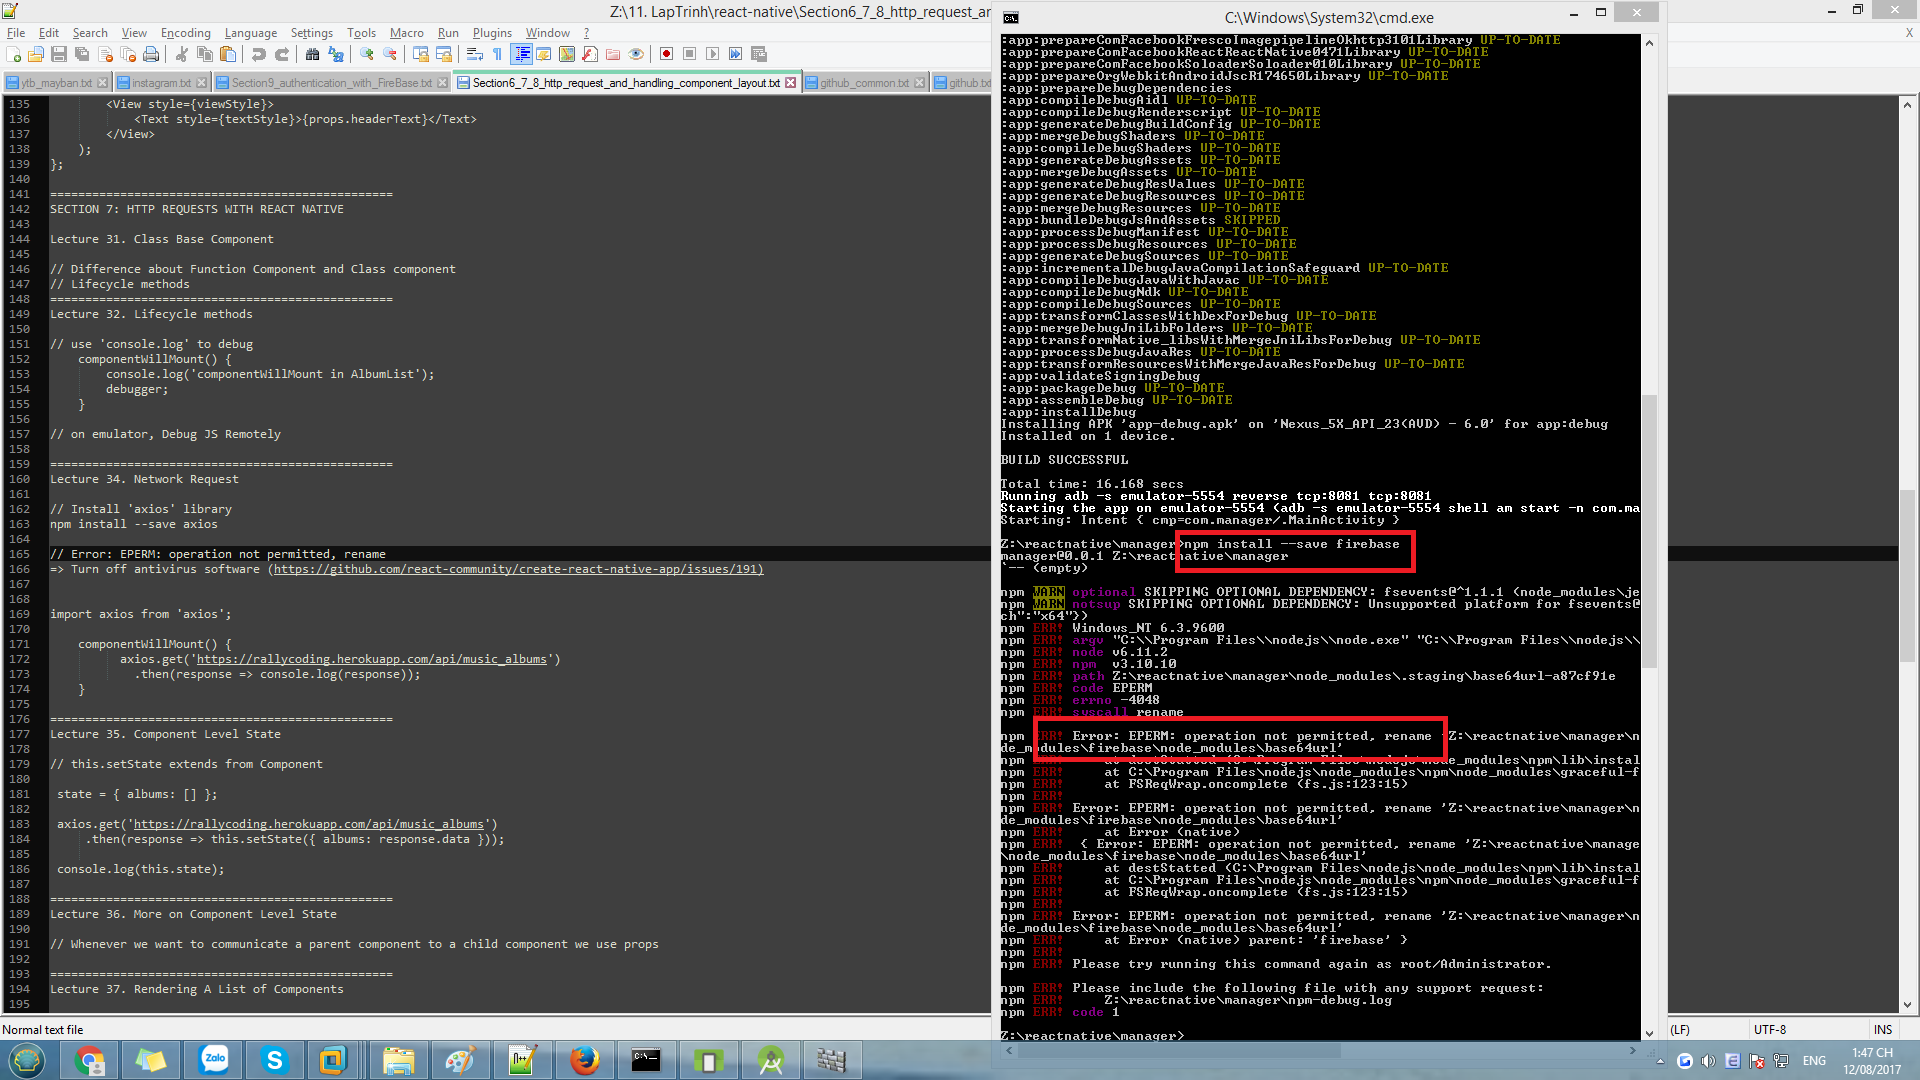 Z:\11. LapTrinh\react-native\Section6_7_8_http_request_an
File Edit Search View Encoding Language Settings Tools Macro Run Plugins Window ?
X
ytb_mayban.txt instagram.txt Section9_authentication_with_FireBase.txt Section6_7_8_http_request_and_handling_component_layout.txt github_common.txt github.txt
135 <View style={viewStyle}>
136 <Text style={textStyle}>{props.headerText}</Text>
137 </View>
138 );
139 };
140
141 =================================================
142 SECTION 7: HTTP REQUESTS WITH REACT NATIVE
143
144 Lecture 31. Class Base Component
145
146 // Difference about Function Component and Class component
147 // Lifecycle methods
148 =================================================
149 Lecture 32. Lifecycle methods
150
151 // use 'console.log' to debug
152 componentWillMount() {
153 console.log('componentWillMount in AlbumList');
154 debugger;
155 }
156
157 // on emulator, Debug JS Remotely
158
159 =================================================
160 Lecture 34. Network Request
161
162 // Install 'axios' library
163 npm install --save axios
164
165 // Error: EPERM: operation not permitted, rename
166 => Turn off antivirus software (https://github.com/react-community/create-react-native-app/issues/191)
167
168
169 import axios from 'axios';
170
171 componentWillMount() {
172 axios.get('https://rallycoding.herokuapp.com/api/music_albums')
173 .then(response => console.log(response));
174 }
175
176 =================================================
177 Lecture 35. Component Level State
178
179 // this.setState extends from Component
180
181 state = { albums: [] };
182
183 axios.get('https://rallycoding.herokuapp.com/api/music_albums')
184 .then(response => this.setState({ albums: response.data }));
185
186 console.log(this.state);
187
188 =================================================
189 Lecture 36. More on Component Level State
190
191 // Whenever we want to communicate a parent component to a child component we use props
192
193 =================================================
194 Lecture 37. Rendering A List of Components
195
Normal text file
(LF) UTF-8 INS
C:\Windows\System32\cmd.exe
:app:prepareComFacebookFrescoImagepipelineOkhttp3101Library UP-TO-DATE
:app:prepareComFacebookReactReactNative0471Library UP-TO-DATE
:app:prepareComFacebookSoloaderSoloader010Library UP-TO-DATE
:app:prepareOrgWebkitAndroidJscR174650Library UP-TO-DATE
:app:prepareDebugDependencies
:app:compileDebugAidl UP-TO-DATE
:app:compileDebugRenderscript UP-TO-DATE
:app:generateDebugBuildConfig UP-TO-DATE
:app:mergeDebugShaders UP-TO-DATE
:app:compileDebugShaders UP-TO-DATE
:app:generateDebugAssets UP-TO-DATE
:app:mergeDebugAssets UP-TO-DATE
:app:generateDebugResValues UP-TO-DATE
:app:generateDebugResources UP-TO-DATE
:app:mergeDebugResources UP-TO-DATE
:app:bundleDebugJsAndAssets SKIPPED
:app:processDebugManifest UP-TO-DATE
:app:processDebugResources UP-TO-DATE
:app:generateDebugSources UP-TO-DATE
:app:incrementalDebugJavaCompilationSafeguard UP-TO-DATE
:app:compileDebugJavaWithJavac UP-TO-DATE
:app:compileDebugNdk UP-TO-DATE
:app:compileDebugSources UP-TO-DATE
:app:transformClassesWithDexForDebug UP-TO-DATE
:app:mergeDebugJniLibFolders UP-TO-DATE
:app:transformNative_libsWithMergeJniLibsForDebug UP-TO-DATE
:app:processDebugJavaRes UP-TO-DATE
:app:transformResourcesWithMergeJavaResForDebug UP-TO-DATE
:app:validateSigningDebug
:app:packageDebug UP-TO-DATE
:app:assembleDebug UP-TO-DATE
:app:installDebug
Installing APK 'app-debug.apk' on 'Nexus_5X_API_23(AVD) - 6.0' for app:debug
Installed on 1 device.
BUILD SUCCESSFUL
Total time: 16.168 secs
Running adb -s emulator-5554 reverse tcp:8081 tcp:8081
Starting the app on emulator-5554 (adb -s emulator-5554 shell am start -n com.ma
Starting: Intent { cmp=com.manager/.MainActivity }
Z:\reactnative\manager>npm install --save firebase
manager@0.0.1 Z:\reactnative\manager
`-- (empty)
npm WARN optional SKIPPING OPTIONAL DEPENDENCY: fsevents@^1.1.1 (node_modules\je
npm WARN notsup SKIPPING OPTIONAL DEPENDENCY: Unsupported platform for fsevents@
ch":"x64"})
npm ERR! Windows_NT 6.3.9600
npm ERR! argv "C:\\Program Files\\nodejs\\node.exe" "C:\\Program Files\\nodejs\\
npm ERR! node v6.11.2
npm ERR! npm v3.10.10
npm ERR! path Z:\reactnative\manager\node_modules\.staging\base64url-a87cf91e
npm ERR! code EPERM
npm ERR! errno -4048
npm ERR! syscall rename
npm ERR! Error: EPERM: operation not permitted, rename 'Z:\reactnative\manager\n
de_modules\firebase\node_modules\base64url'
npm ERR! at destStatted (C:\Program Files\nodejs\node_modules\npm\lib\instal
npm ERR! at C:\Program Files\nodejs\node_modules\npm\node_modules\graceful-f
npm ERR! at FSReqWrap.oncomplete (fs.js:123:15)
npm ERR!
npm ERR! Error: EPERM: operation not permitted, rename 'Z:\reactnative\manager\n
de_modules\firebase\node_modules\base64url'
npm ERR! at Error (native)
npm ERR! { Error: EPERM: operation not permitted, rename 'Z:\reactnative\manage
\node_modules\firebase\node_modules\base64url'
npm ERR! at destStatted (C:\Program Files\nodejs\node_modules\npm\lib\instal
npm ERR! at C:\Program Files\nodejs\node_modules\npm\node_modules\graceful-f
npm ERR! at FSReqWrap.oncomplete (fs.js:123:15)
npm ERR!
npm ERR! Error: EPERM: operation not permitted, rename 'Z:\reactnative\manager\n
de_modules\firebase\node_modules\base64url'
npm ERR! at Error (native) parent: 'firebase' }
npm ERR!
npm ERR! Please try running this command again as root/Administrator.
npm ERR! Please include the following file with any support request:
npm ERR! Z:\reactnative\manager\npm-debug.log
npm ERR! code 1
Z:\reactnative\manager>
Zalo
ENG
1:47 CH
12/08/2017